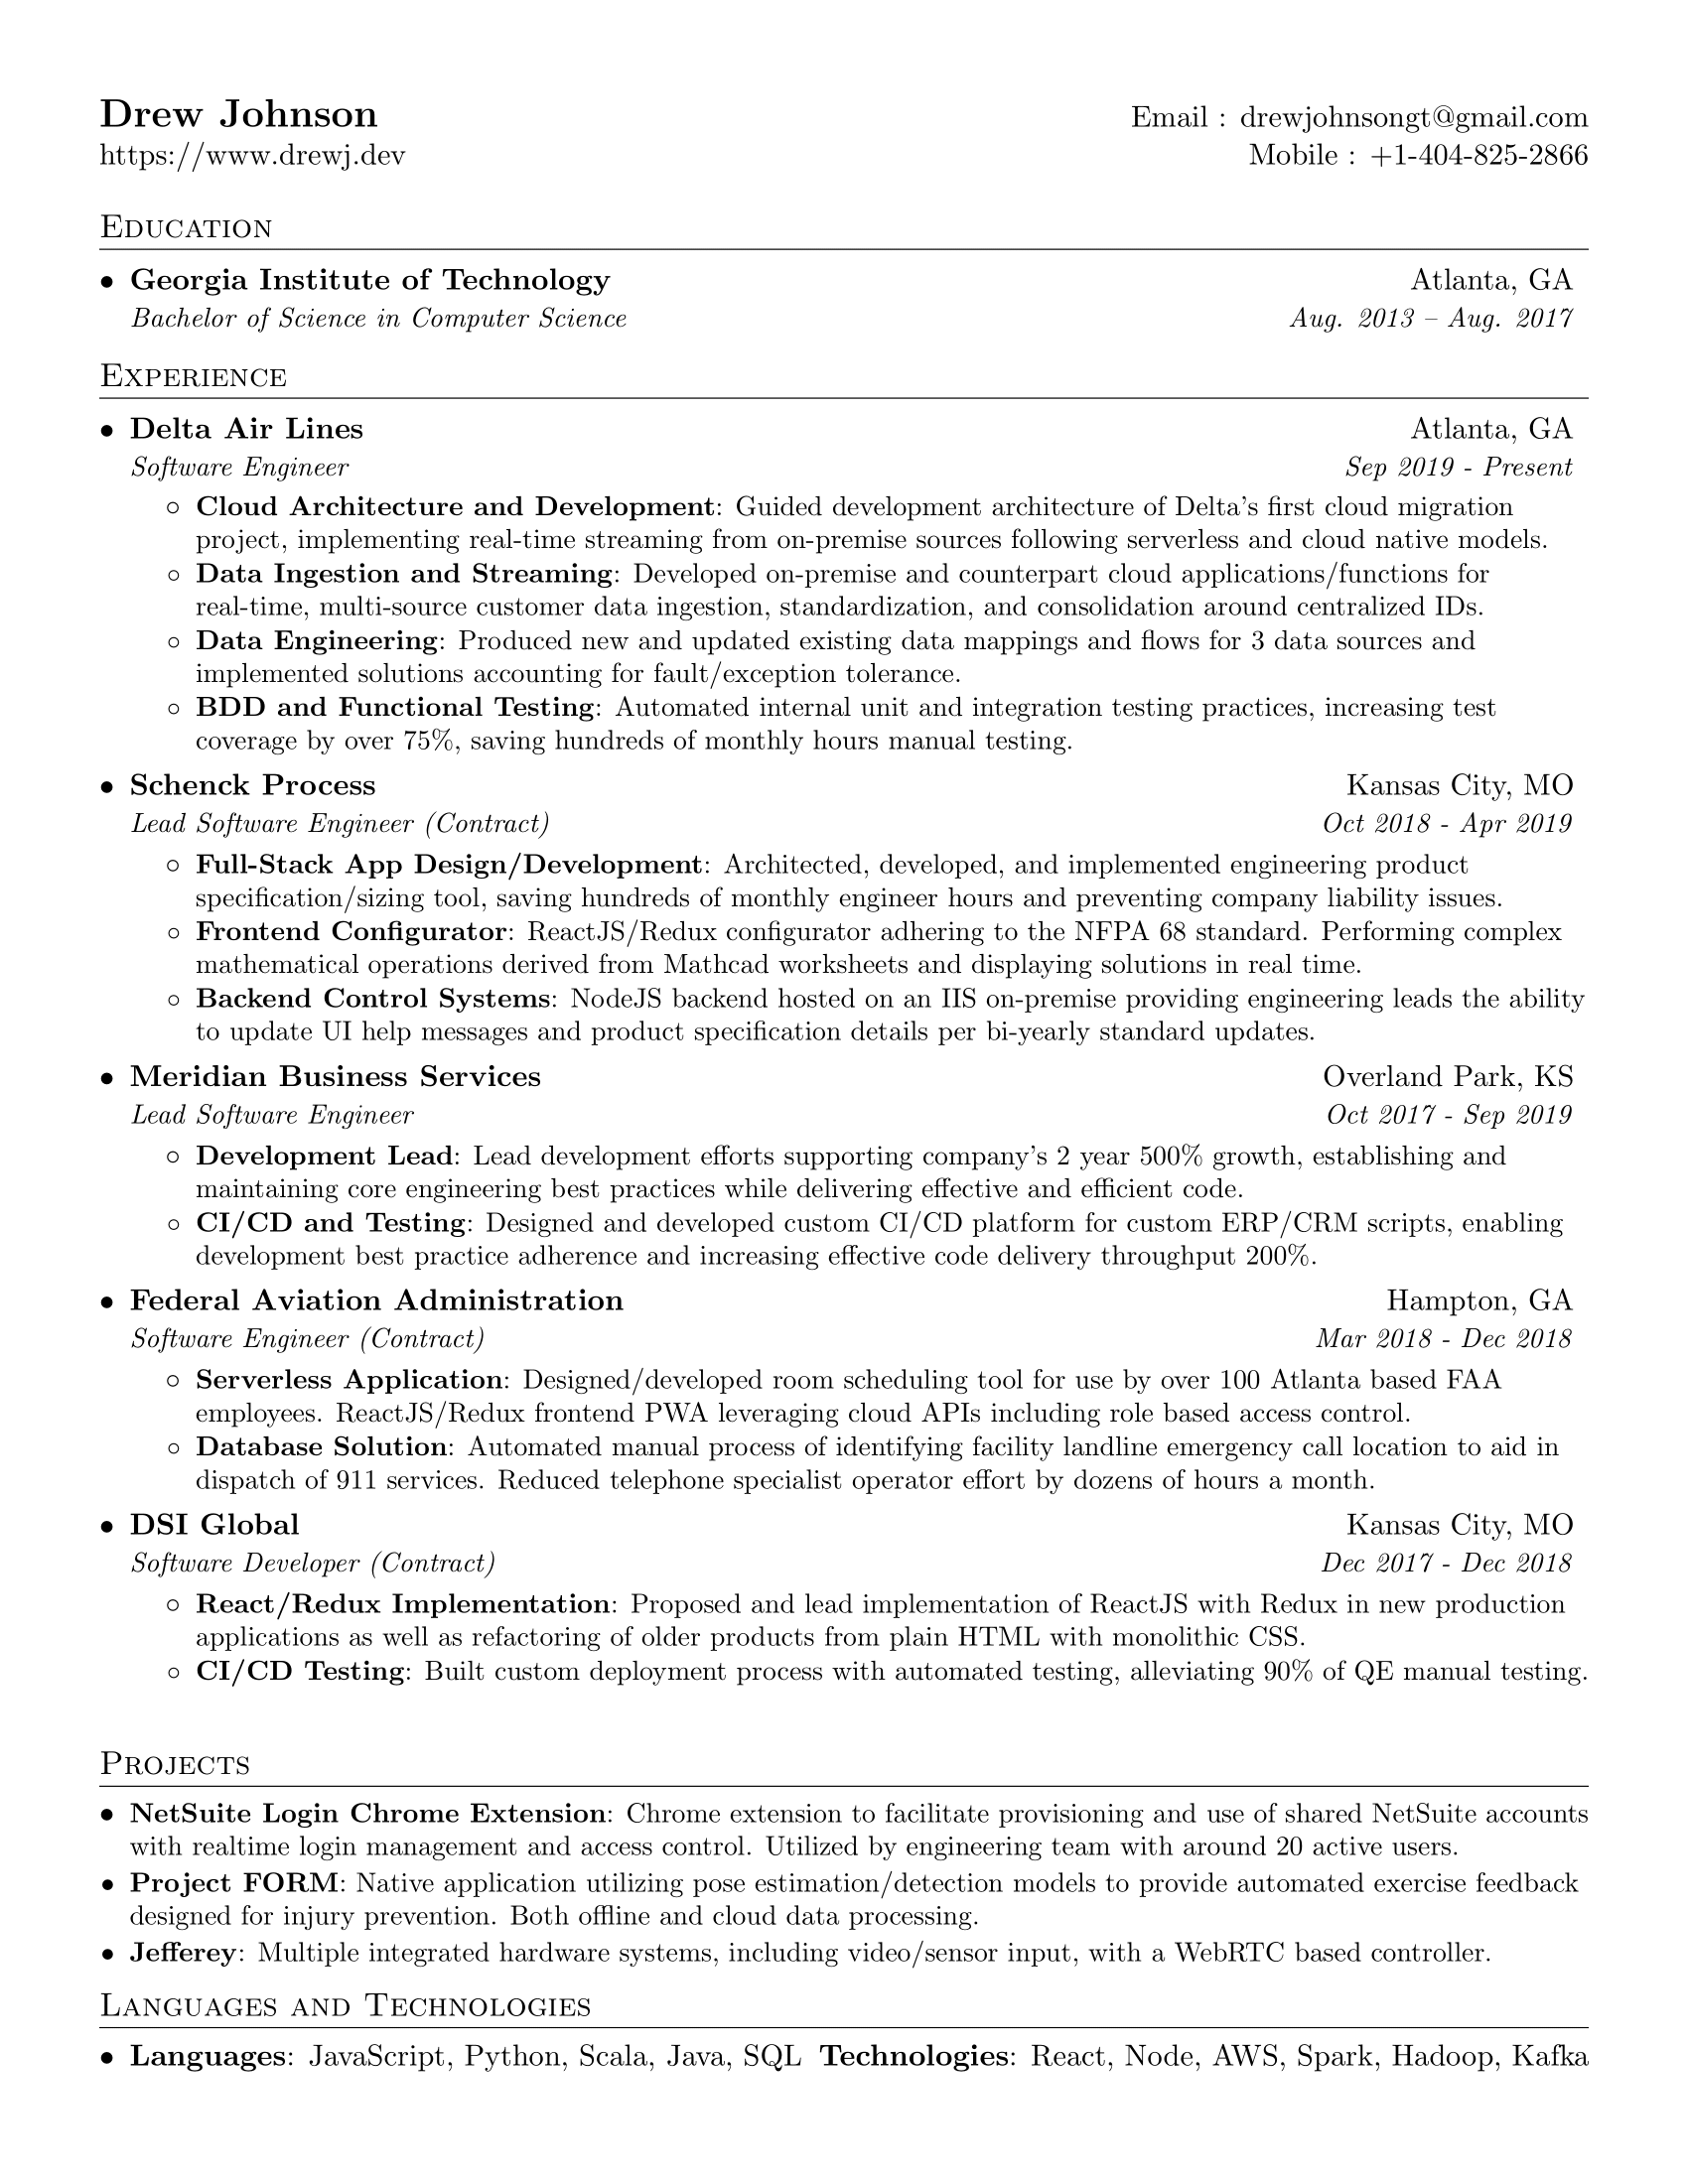 Drew Johnson Email : drewjohnsongt@gmail.com
https://www.drewj.dev Mobile : +1-404-825-2866
Education
• Georgia Institute of Technology Atlanta, GA
Bachelor of Science in Computer Science Aug. 2013 – Aug. 2017
Experience
• Delta Air Lines Atlanta, GA
Software Engineer Sep 2019 - Present
◦ Cloud Architecture and Development: Guided development architecture of Delta's first cloud migration
project, implementing real-time streaming from on-premise sources following serverless and cloud native models.
◦ Data Ingestion and Streaming: Developed on-premise and counterpart cloud applications/functions for
real-time, multi-source customer data ingestion, standardization, and consolidation around centralized IDs.
◦ Data Engineering: Produced new and updated existing data mappings and flows for 3 data sources and
implemented solutions accounting for fault/exception tolerance.
◦ BDD and Functional Testing: Automated internal unit and integration testing practices, increasing test
coverage by over 75%, saving hundreds of monthly hours manual testing.
• Schenck Process Kansas City, MO
Lead Software Engineer (Contract) Oct 2018 - Apr 2019
◦ Full-Stack App Design/Development: Architected, developed, and implemented engineering product
specification/sizing tool, saving hundreds of monthly engineer hours and preventing company liability issues.
◦ Frontend Configurator: ReactJS/Redux configurator adhering to the NFPA 68 standard. Performing complex
mathematical operations derived from Mathcad worksheets and displaying solutions in real time.
◦ Backend Control Systems: NodeJS backend hosted on an IIS on-premise providing engineering leads the ability
to update UI help messages and product specification details per bi-yearly standard updates.
• Meridian Business Services Overland Park, KS
Lead Software Engineer Oct 2017 - Sep 2019
◦ Development Lead: Lead development efforts supporting company's 2 year 500% growth, establishing and
maintaining core engineering best practices while delivering effective and efficient code.
◦ CI/CD and Testing: Designed and developed custom CI/CD platform for custom ERP/CRM scripts, enabling
development best practice adherence and increasing effective code delivery throughput 200%.
• Federal Aviation Administration Hampton, GA
Software Engineer (Contract) Mar 2018 - Dec 2018
◦ Serverless Application: Designed/developed room scheduling tool for use by over 100 Atlanta based FAA
employees. ReactJS/Redux frontend PWA leveraging cloud APIs including role based access control.
◦ Database Solution: Automated manual process of identifying facility landline emergency call location to aid in
dispatch of 911 services. Reduced telephone specialist operator effort by dozens of hours a month.
• DSI Global Kansas City, MO
Software Developer (Contract) Dec 2017 - Dec 2018
◦ React/Redux Implementation: Proposed and lead implementation of ReactJS with Redux in new production
applications as well as refactoring of older products from plain HTML with monolithic CSS.
◦ CI/CD Testing: Built custom deployment process with automated testing, alleviating 90% of QE manual testing.
Projects
• NetSuite Login Chrome Extension: Chrome extension to facilitate provisioning and use of shared NetSuite accounts
with realtime login management and access control. Utilized by engineering team with around 20 active users.
• Project FORM: Native application utilizing pose estimation/detection models to provide automated exercise feedback
designed for injury prevention. Both offline and cloud data processing.
• Jefferey: Multiple integrated hardware systems, including video/sensor input, with a WebRTC based controller.
Languages and Technologies
• Languages: JavaScript, Python, Scala, Java, SQL Technologies: React, Node, AWS, Spark, Hadoop, Kafka